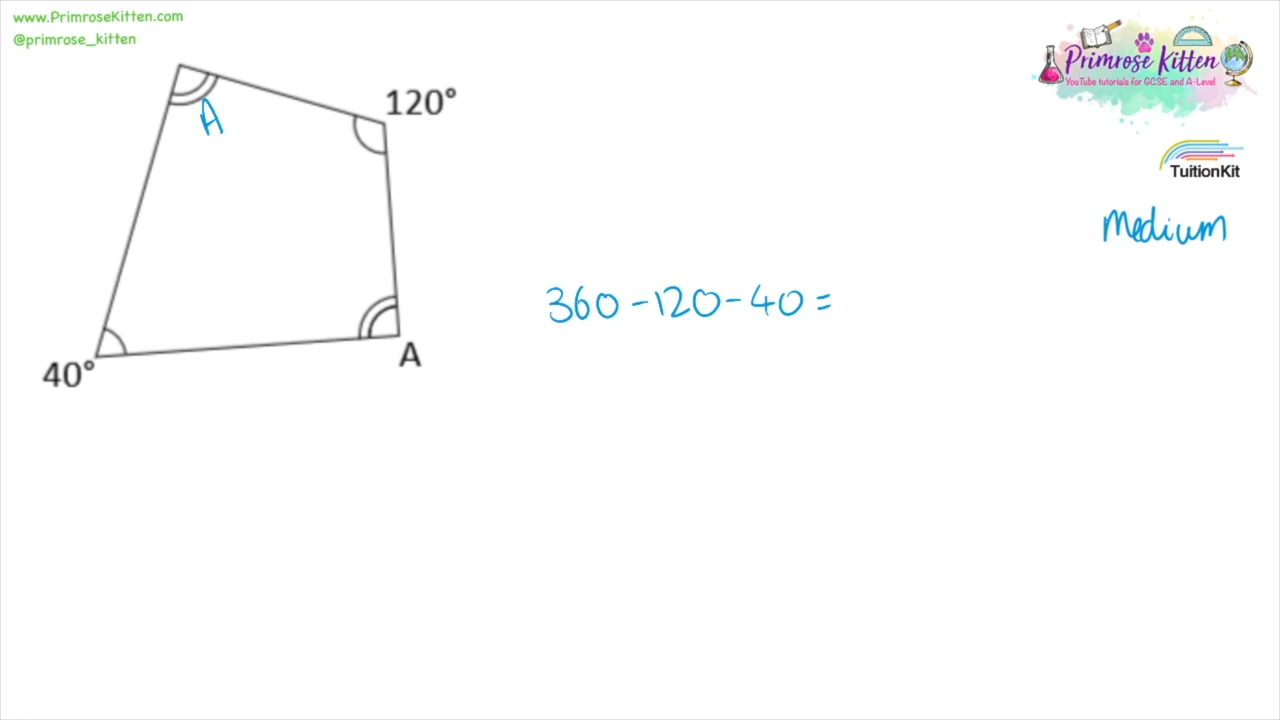 www.PrimroseKitten.com
@primrose_kitten
Primrose Kitten
YouTube tutorials for GCSE and A-Level
TuitionKit
Medium
120°
A
360-120-40=
A
40°